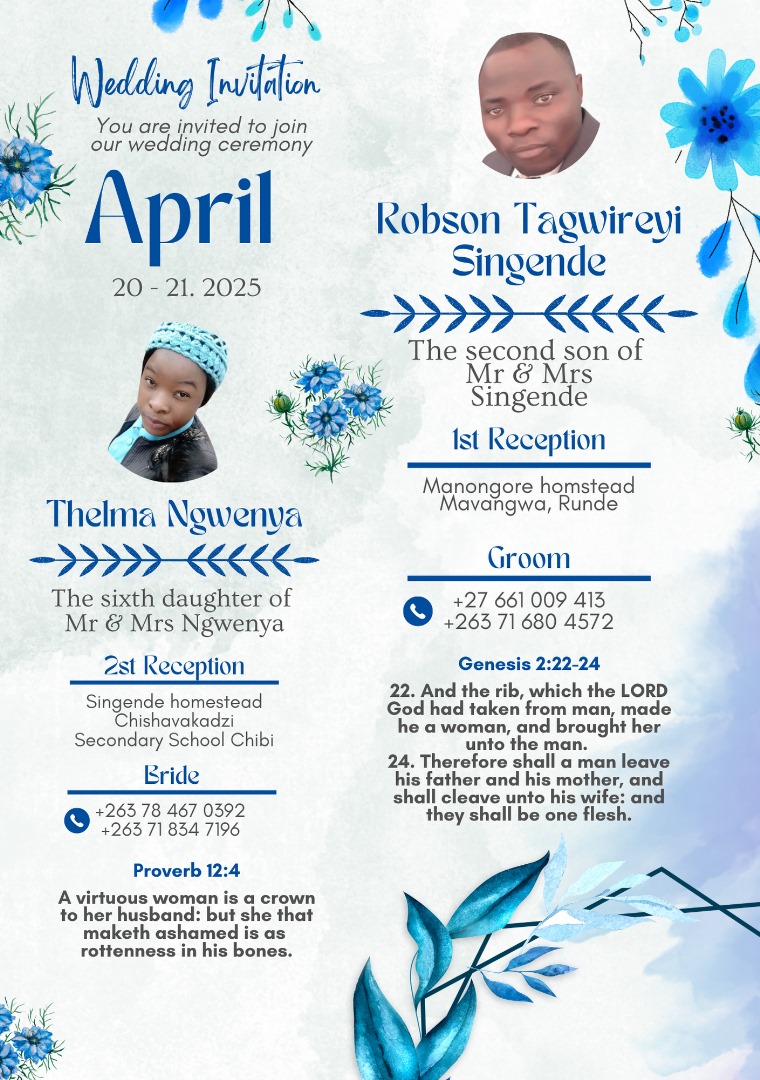 Wedding Invitation
You are invited to join
our wedding ceremony
April
20 - 21. 2025
Thelma Ngwenya
The sixth daughter of
Mr & Mrs Ngwenya
2st Reception
Singende homestead
Chishavakadzi
Secondary School Chibi
Bride
+263 78 467 0392
+263 71 834 7196
Proverb 12:4
A virtuous woman is a crown
to her husband: but she that
maketh ashamed is as
rottenness in his bones.
Robson Tagwireyi
Singende
The second son of
Mr & Mrs
Singende
1st Reception
Manongore homstead
Mavangwa, Runde
Groom
+27 661 009 413
+263 71 680 4572
Genesis 2:22-24
22. And the rib, which the LORD
God had taken from man, made
he a woman, and brought her
unto the man.
24. Therefore shall a man leave
his father and his mother, and
shall cleave unto his wife: and
they shall be one flesh.